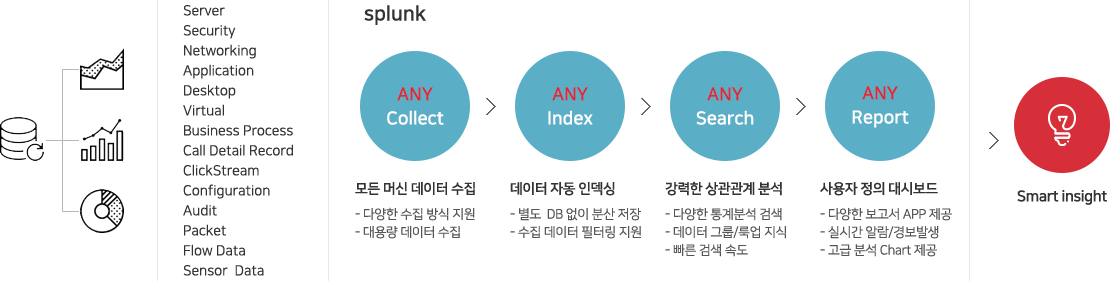 Server
Security
Networking
Application
Desktop
Virtual
Business Process
Call Detail Record
ClickStream
Configuration
Audit
Packet
Flow Data
Sensor Data
splunk
ANY
Collect
모든 머신 데이터 수집
- 다양한 수집 방식 지원
- 대용량 데이터 수집
ANY
Index
데이터 자동 인덱싱
- 별도 DB 없이 분산 저장
- 수집 데이터 필터링 지원
ANY
Search
강력한 상관관계 분석
- 다양한 통계분석 검색
- 데이터 그룹/룩업 지식
- 빠른 검색 속도
ANY
Report
사용자 정의 대시보드
- 다양한 보고서 APP 제공
- 실시간 알람/경보발생
- 고급 분석 Chart 제공
Smart insight